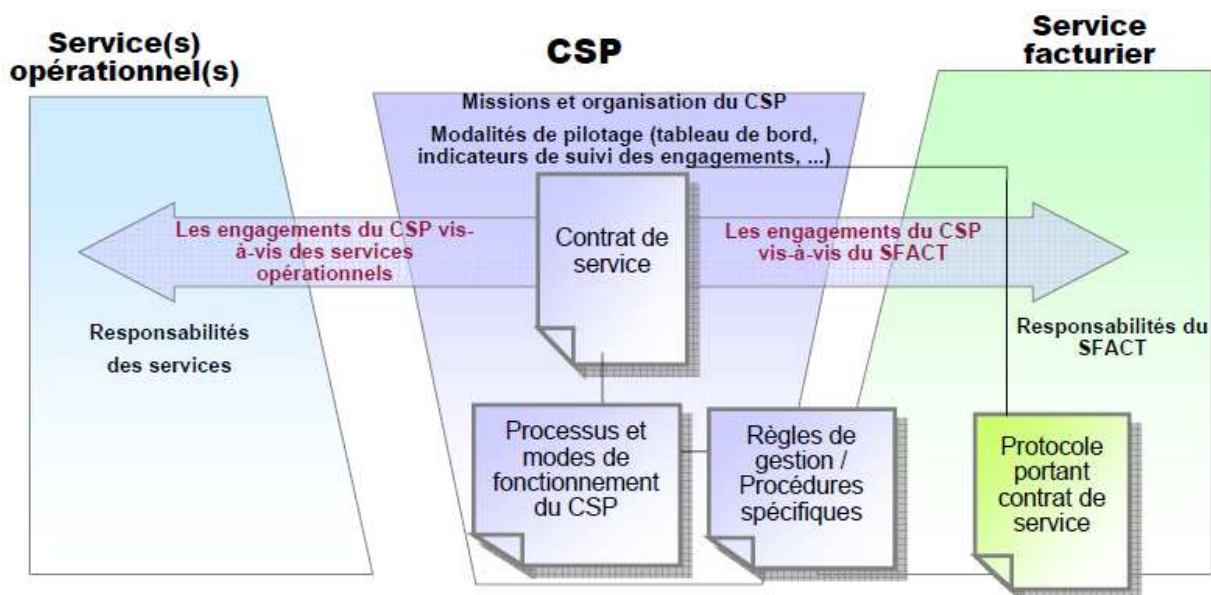 Service(s)
opérationnel(s)
CSP
Service
facturier
Missions et organisation du CSP
Modalités de pilotage (tableau de bord,
indicateurs de suivi des engagements, ...)
Les engagements du CSP vis-
à-vis des services
opérationnels
Contrat de
service
Les engagements du CSP
vis-à-vis du SFACT
Responsabilités
des services
Responsabilités du
SFACT
Processus et
modes de
fonctionnement
du CSP
Règles de
gestion /
Procédures
spécifiques
Protocole
portant
contrat de
service